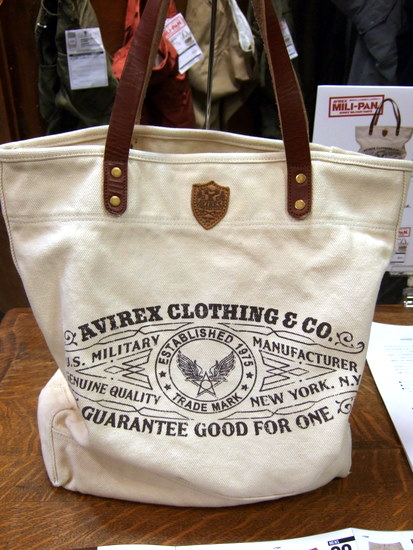 MILI-PAN
AVIREX CLOTHING & CO.
ESTABLISHED 1975
U.S. MILITARY MANUFACTURER
GENUINE QUALITY NEW YORK. N.Y.
TRADE MARK
GUARANTEE GOOD FOR ONE